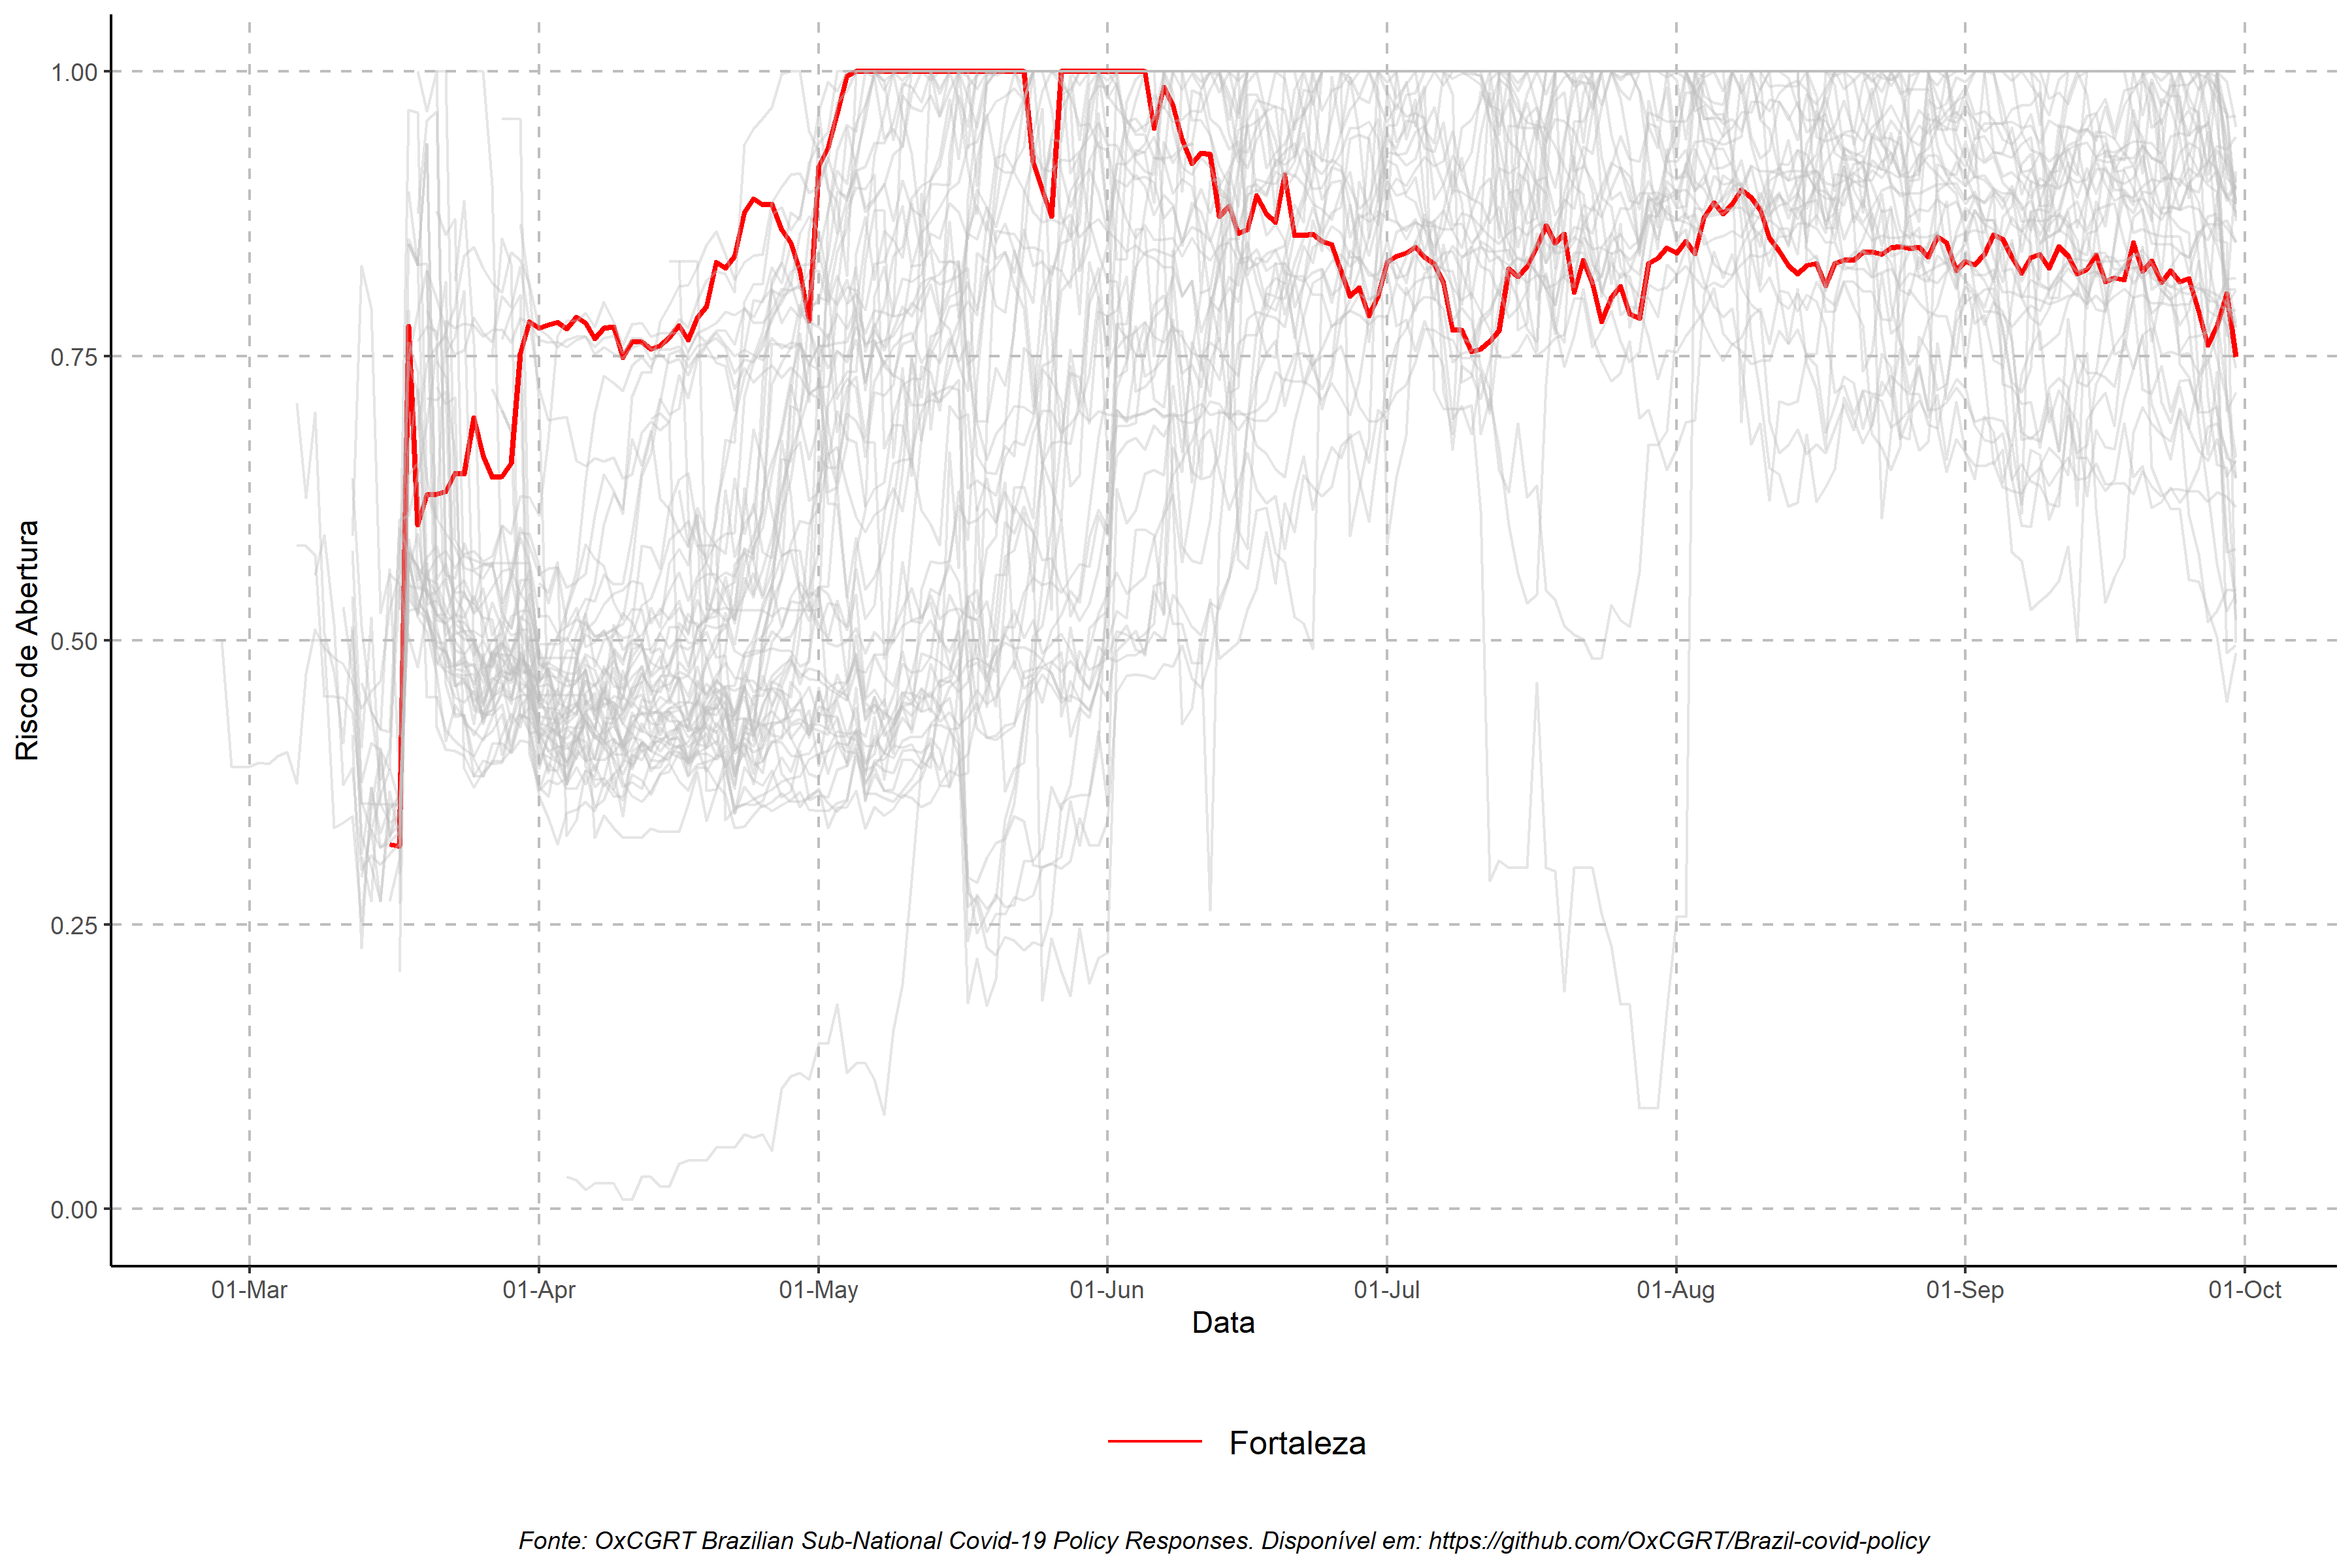 1.00
0.75
0.50
0.25
0.00
Risco de Abertura
01-Mar 01-Apr 01-May 01-Jun 01-Jul 01-Aug 01-Sep 01-Oct
Data
Fortaleza
Fonte: OxCGRT Brazilian Sub-National Covid-19 Policy Responses. Disponível em: https://github.com/OxCGRT/Brazil-covid-policy